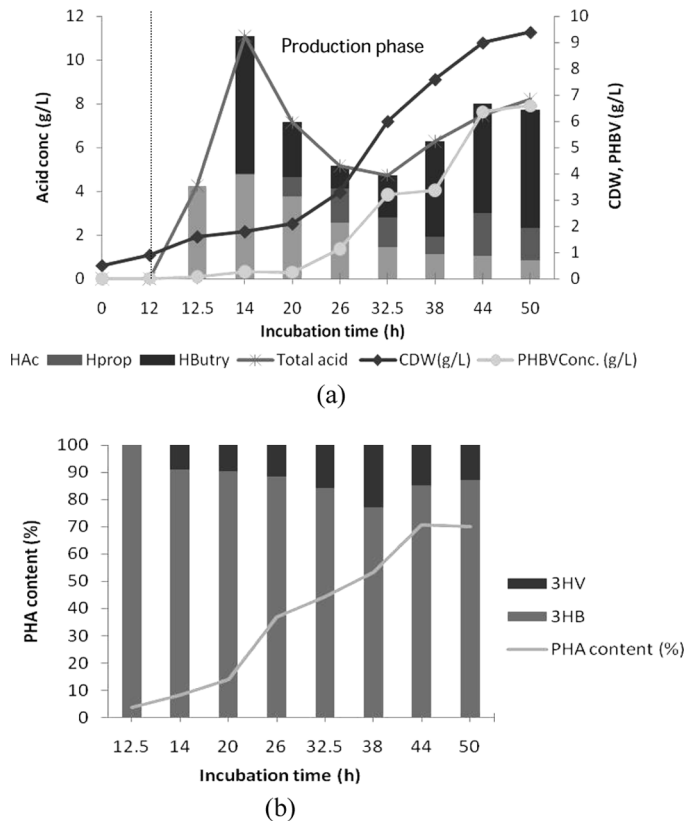 (a)
12
10
8
6
4
2
0
Acid conc (g/L)
Production phase
10
9
8
7
6
5
4
3
2
1
0
CDW, PHBV (g/L)
0 12 12.5 14 20 26 32.5 38 44 50
Incubation time (h)
HAc Hprop HButry Total acid CDW(g/L) PHBVConc. (g/L)
(a)
100
90
80
70
60
50
40
30
20
10
0
PHA content (%)
3HV
3HB
PHA content (%)
12.5 14 20 26 32.5 38 44 50
Incubation time (h)
(b)